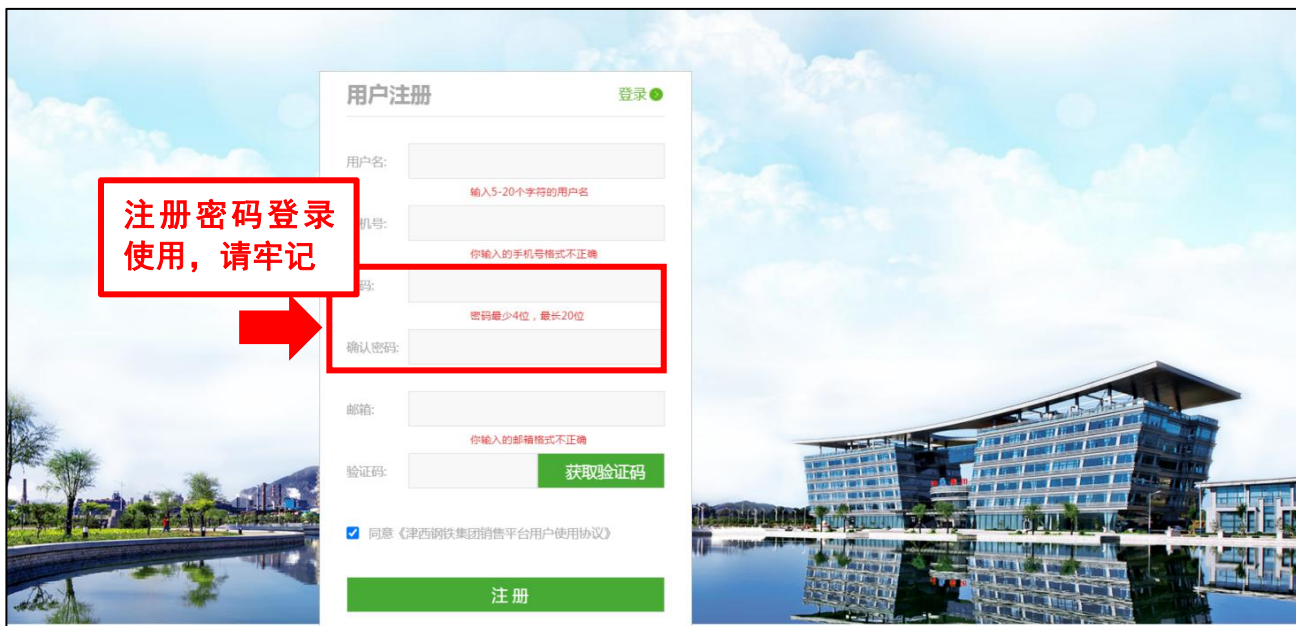 用户注册
登录
用户名:
输入5-20个字符的用户名
注册密码登录
使用，请牢记
机号:
你输入的手机号格式不正确
码:
密码最少4位，最长20位
确认密码:
邮箱:
你输入的邮箱格式不正确
验证码:
获取验证码
同意《津西钢铁集团销售平台用户使用协议》
注册